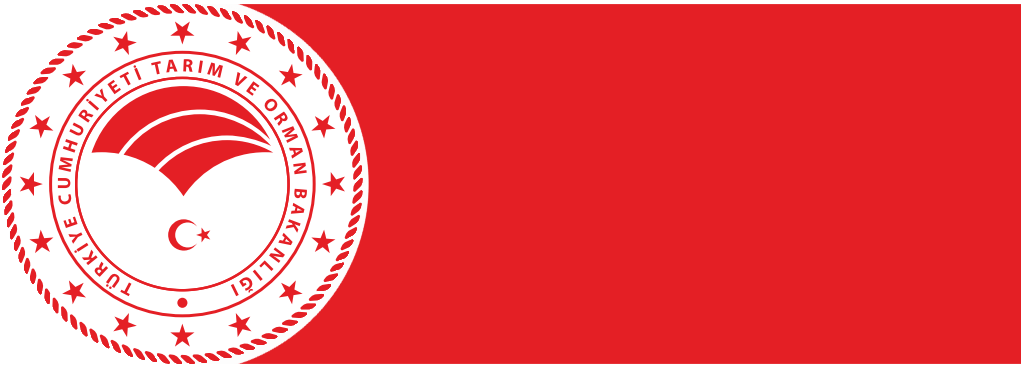 TÜRKİYE CUMHURİYETİ TARIM VE ORMAN BAKANLIĞI